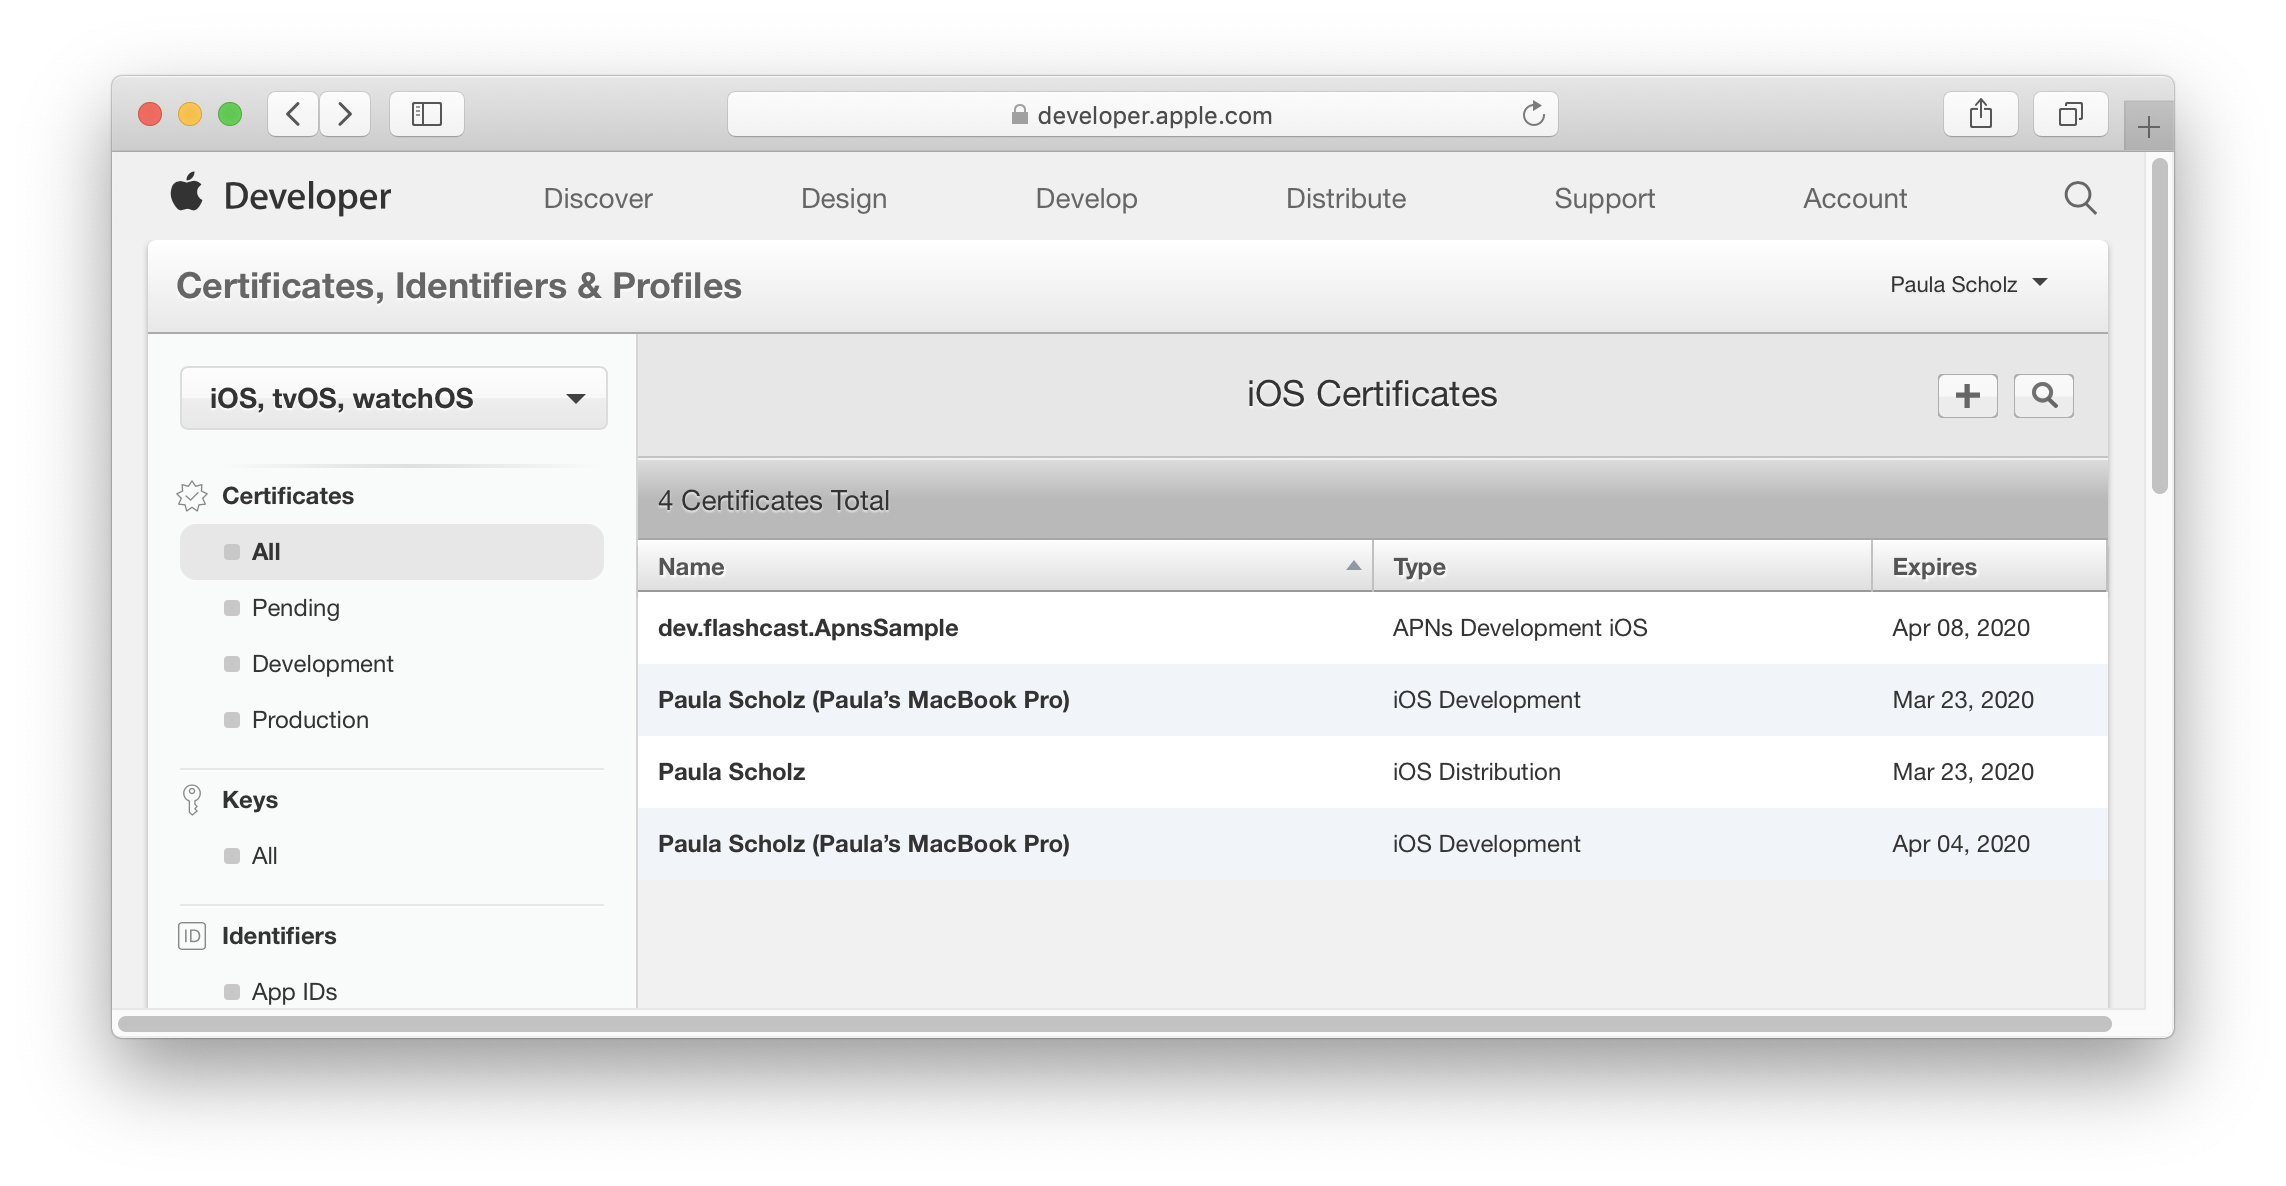 developer.apple.com
Developer Discover Design Develop Distribute Support Account
Certificates, Identifiers & Profiles
Paula Scholz
iOS, tvOS, watchOS
Certificates
All
Pending
Development
Production
Keys
All
ID Identifiers
App IDs
iOS Certificates
4 Certificates Total
Name Type Expires
dev.flashcast.ApnsSample APNs Development iOS Apr 08, 2020
Paula Scholz (Paula’s MacBook Pro) iOS Development Mar 23, 2020
Paula Scholz iOS Distribution Mar 23, 2020
Paula Scholz (Paula’s MacBook Pro) iOS Development Apr 04, 2020